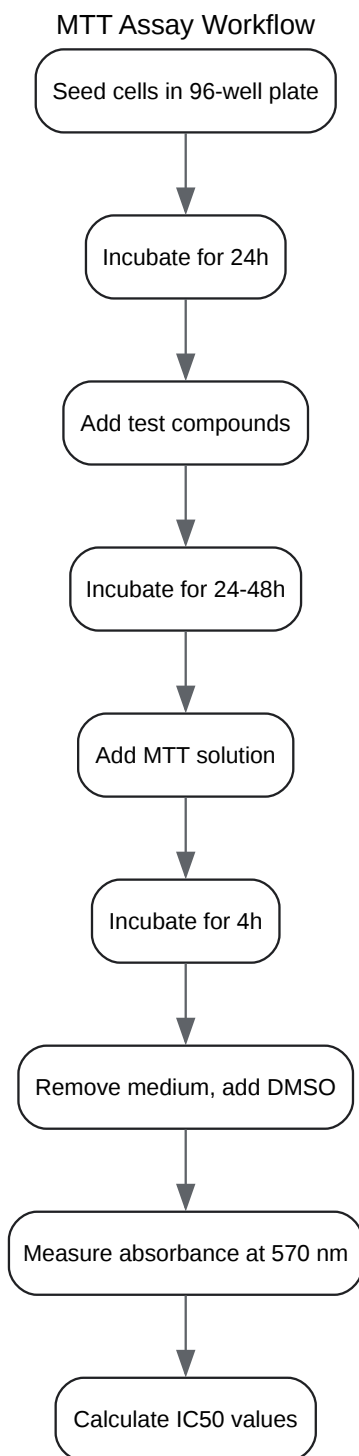 MTT Assay Workflow
Seed cells in 96-well plate
Incubate for 24h
Add test compounds
Incubate for 24-48h
Add MTT solution
Incubate for 4h
Remove medium, add DMSO
Measure absorbance at 570 nm
Calculate IC50 values